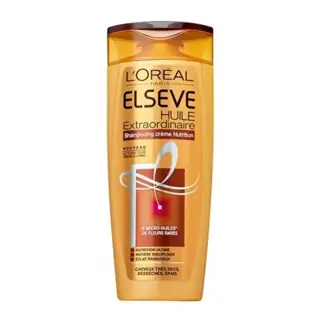 L'ORÉAL
PARIS
ELSEVE
HUILE
Extraordinaire
Shampooing crème Nutrition
NOUVEAU
6 MICRO-HUILES*
DE FLEURS RARES
NUTRITION ULTIME
MATIÈRE DISCIPLINÉE
ÉCLAT PRODIGIEUX
CHEVEUX TRÈS SECS,
DESSÉCHÉS, ÉPAIS